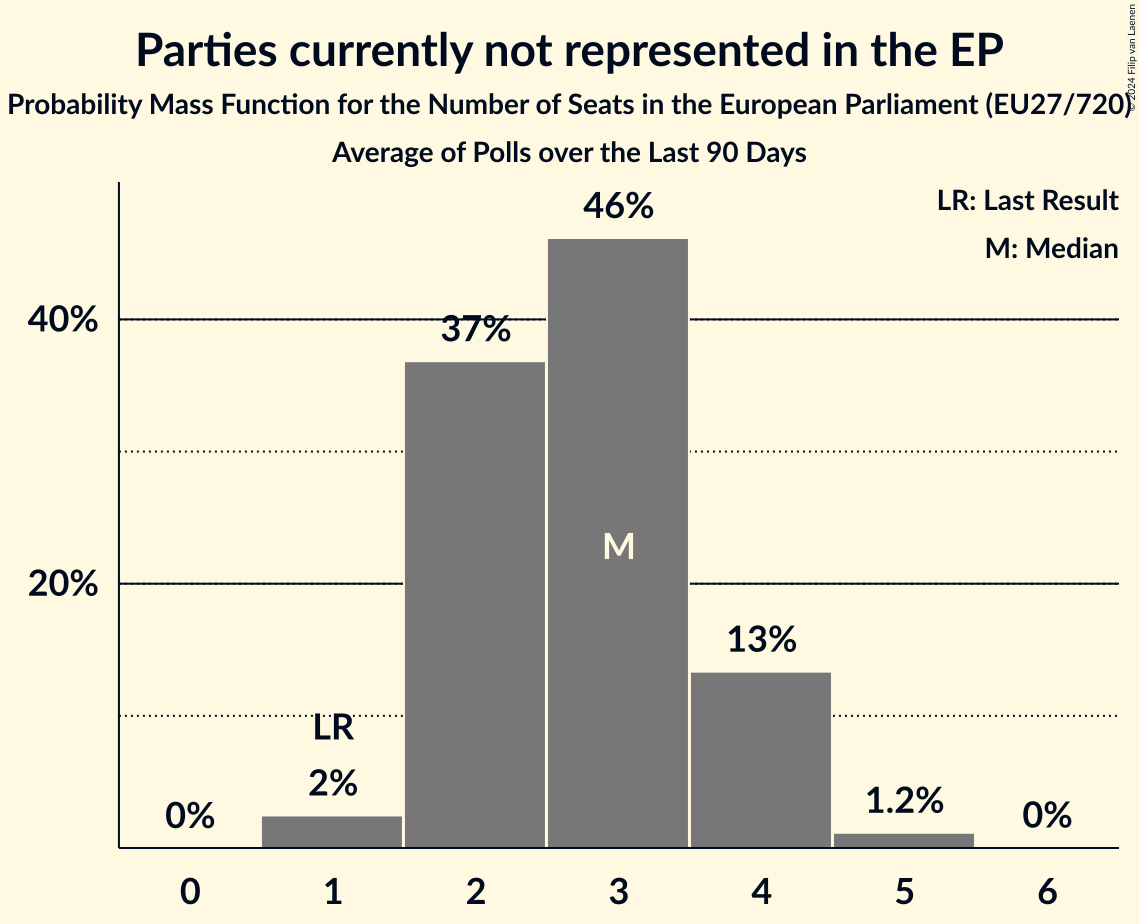 Parties currently not represented in the EP
Probability Mass Function for the Number of Seats in the European Parliament (EU27/720)
Average of Polls over the Last 90 Days
© 2024 Filip van Laenen
LR: Last Result
M: Median
46%
40%
37%
M
20%
13%
LR
2%
1.2%
0%
0%
0 1 2 3 4 5 6